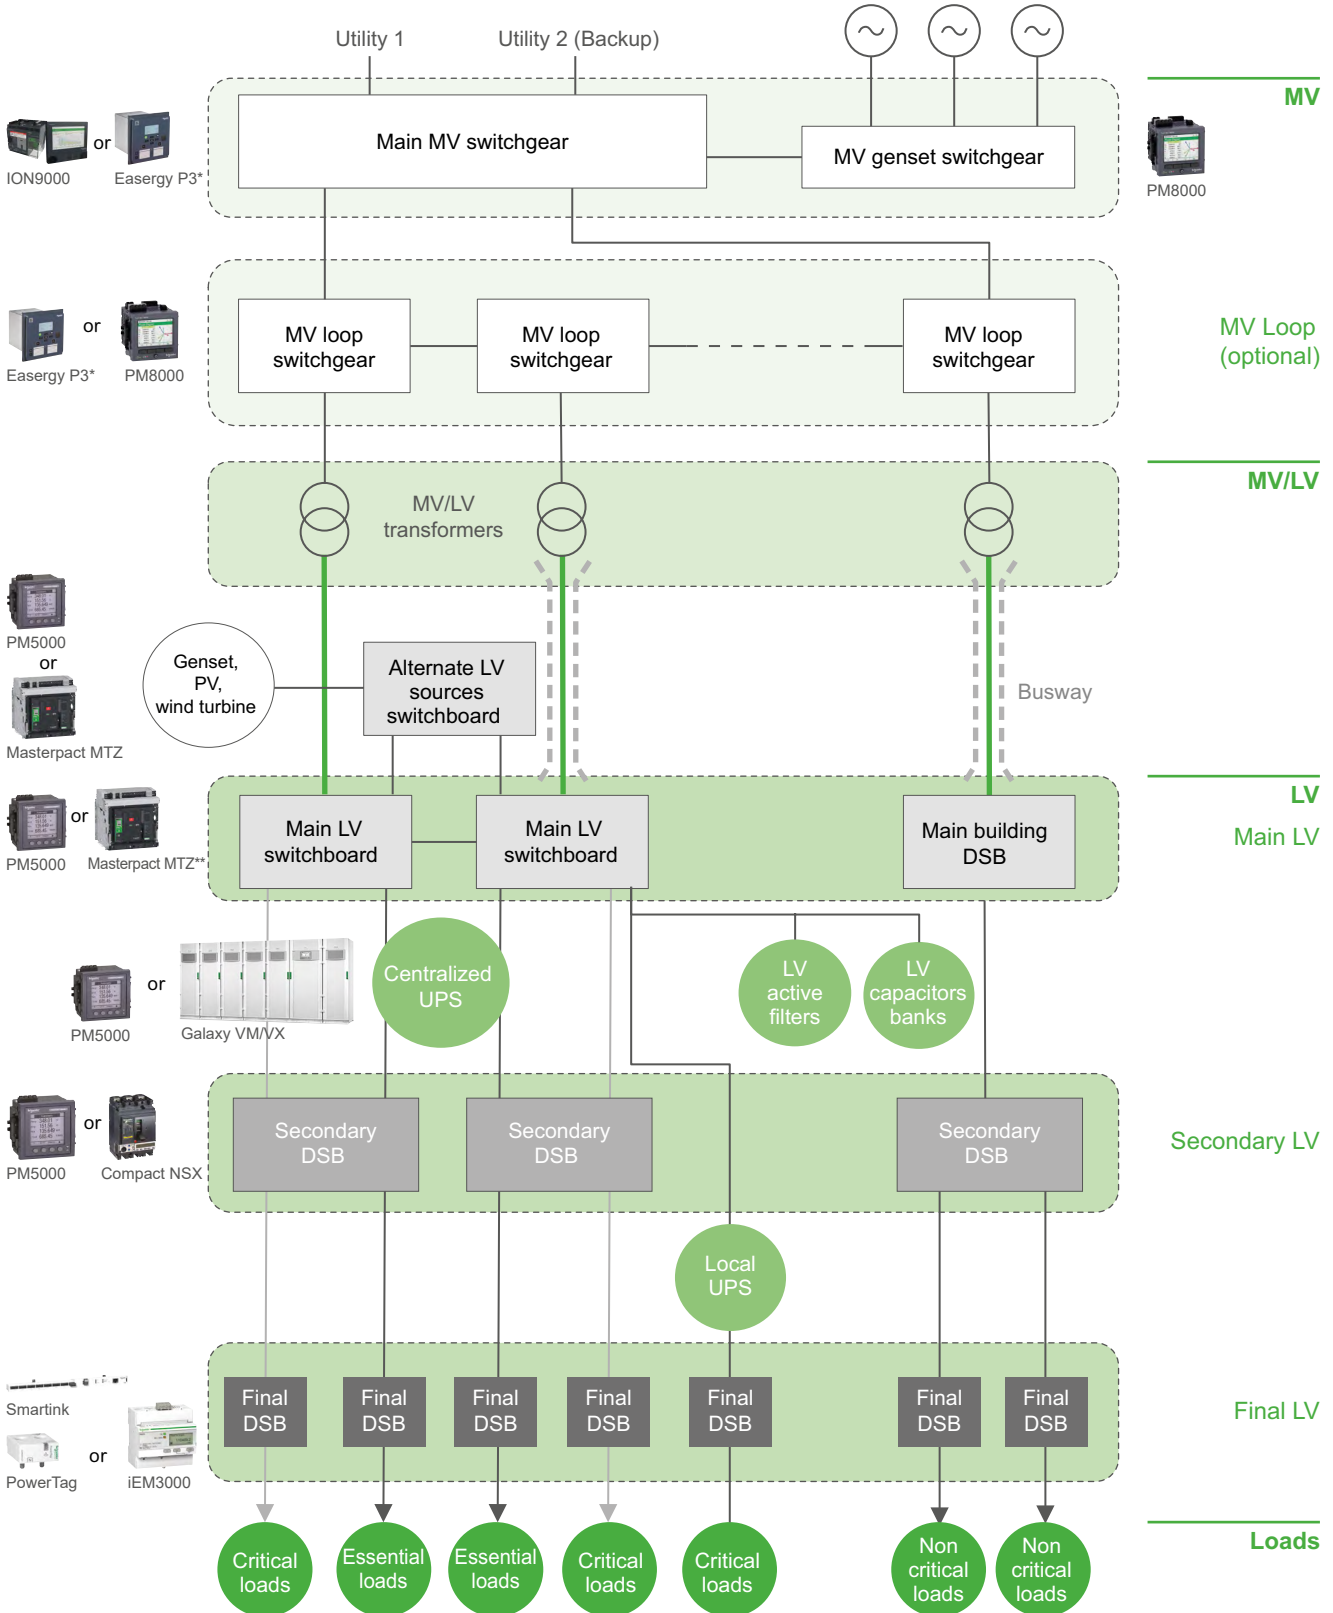 Utility 1
Utility 2 (Backup)
MV
Main MV switchgear
MV genset switchgear
or
ION9000
Easergy P3*
PM8000
MV loop
switchgear
MV loop
switchgear
MV loop
switchgear
MV Loop
(optional)
or
Easergy P3*
PM8000
MV/LV
MV/LV
transformers
PM5000
or
Masterpact MTZ
Genset,
PV,
wind turbine
Alternate LV
sources
switchboard
Busway
LV
Main LV
or
PM5000
Masterpact MTZ**
Main LV
switchboard
Main LV
switchboard
Main building
DSB
or
PM5000
Galaxy VM/VX
Centralized
UPS
LV
active
filters
LV
capacitors
banks
or
PM5000
Compact NSX
Secondary
DSB
Secondary
DSB
Secondary
DSB
Secondary LV
Local
UPS
Smartink
or
PowerTag
iEM3000
Final
DSB
Final
DSB
Final
DSB
Final
DSB
Final
DSB
Final
DSB
Final
DSB
Final LV
Loads
Critical
loads
Essential
loads
Essential
loads
Critical
loads
Critical
loads
Non
critical
loads
Non
critical
loads